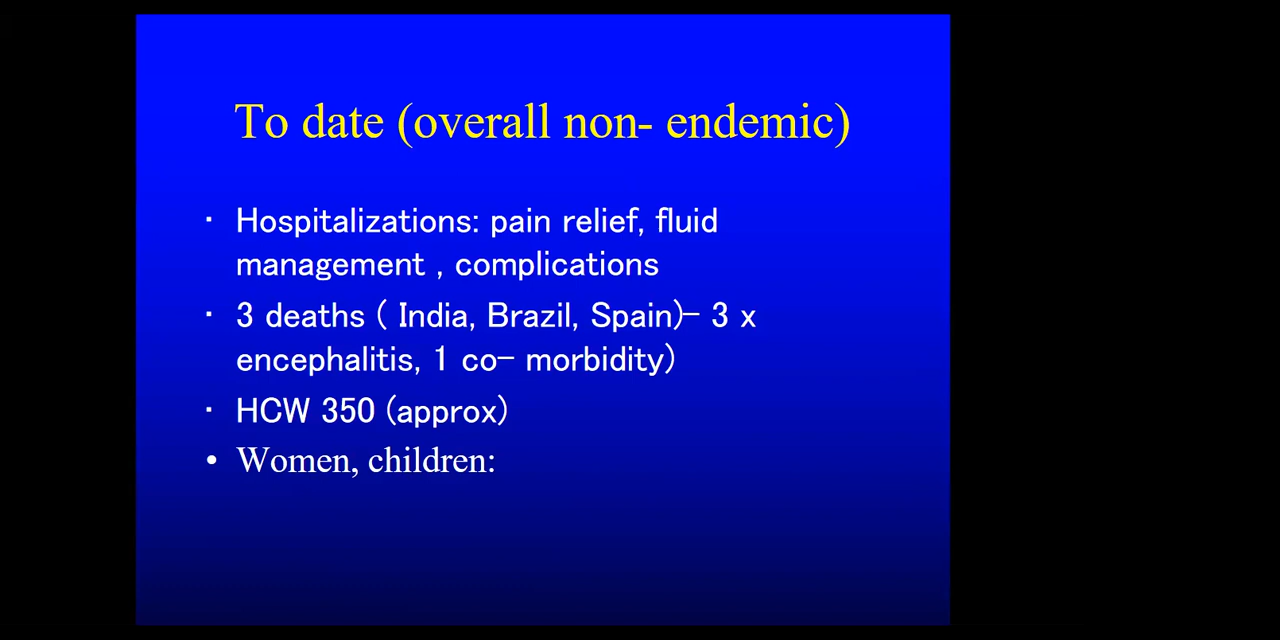 To date (overall non- endemic)
· Hospitalizations: pain relief, fluid
management , complications
· 3 deaths ( India, Brazil, Spain)– 3 x
encephalitis, 1 co– morbidity)
· HCW 350 (approx)
• Women, children: